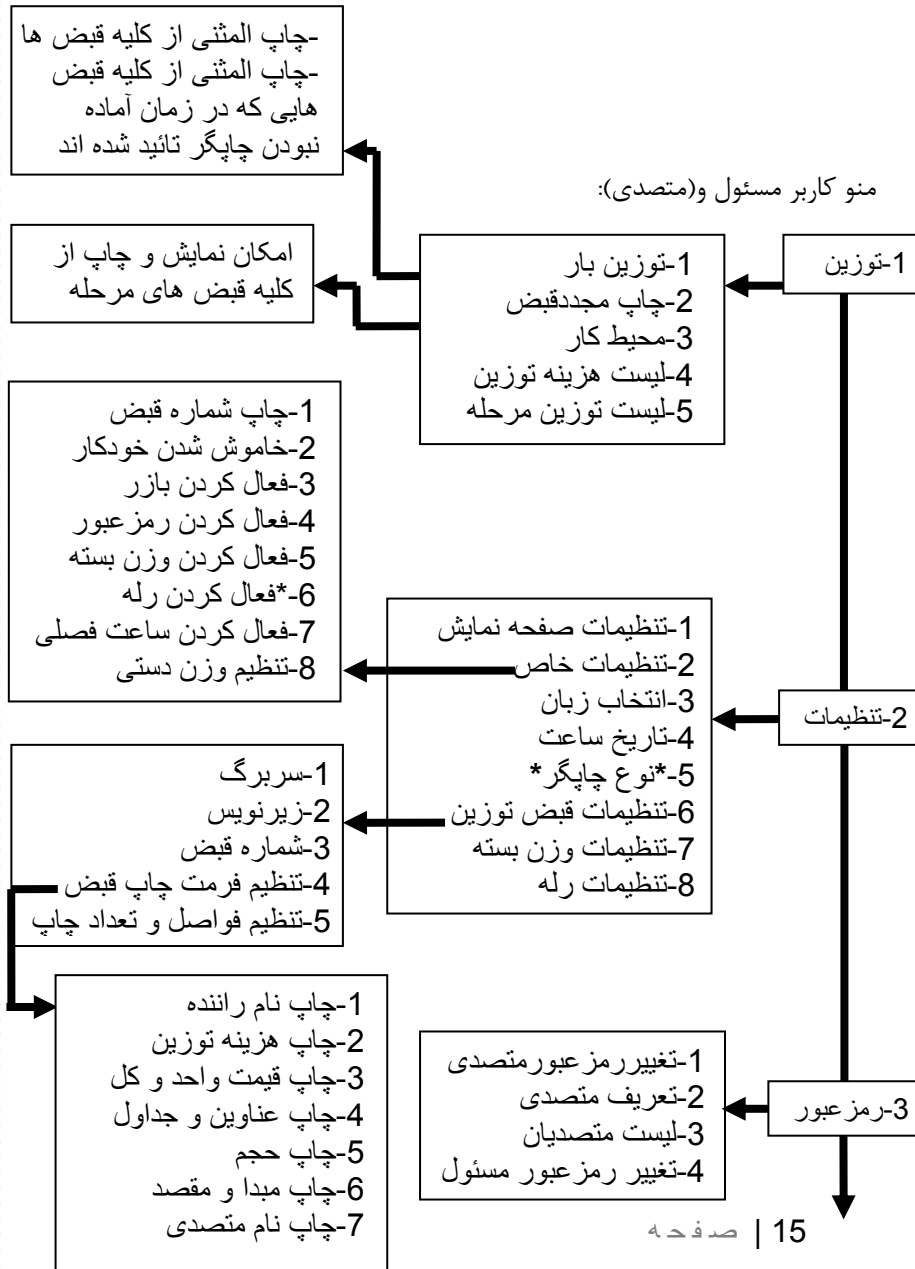 -چاپ المثنی از کلیه قبض ها
-چاپ المثنی از کلیه قبض
هایی که در زمان آماده
نبودن چاپگر تائید شده اند
منو کاربر مسئول و(متصدی):
1-توزین
1-توزین بار
2-چاپ مجددقبض
3-محیط کار
4-لیست هزینه توزین
5-لیست توزین مرحله
امکان نمایش و چاپ از
کلیه قبض های مرحله
1-چاپ شماره قبض
2-خاموش شدن خودکار
3-فعال کردن بازر
4-فعال کردن رمزعبور
5-فعال کردن وزن بسته
6-*فعال کردن رله
7-فعال کردن ساعت فصلی
8-تنظیم وزن دستی
2-تنظیمات
1-تنظیمات صفحه نمایش
2-تنظیمات خاص
3-انتخاب زبان
4-تاریخ ساعت
5-*نوع چاپگر*
6-تنظیمات قبض توزین
7-تنظیمات وزن بسته
8-تنظیمات رله
1-سربرگ
2-زیرنویس
3-شماره قبض
4-تنظیم فرمت چاپ قبض
5-تنظیم فواصل و تعداد چاپ
1-چاپ نام راننده
2-چاپ هزینه توزین
3-چاپ قیمت واحد و کل
4-چاپ عناوین و جداول
5-چاپ حجم
6-چاپ مبدا و مقصد
7-چاپ نام متصدی
3-رمزعبور
1-تغییررمزعبورمتصدی
2-تعریف متصدی
3-لیست متصدیان
4-تغییر رمزعبور مسئول
15 | صفحه